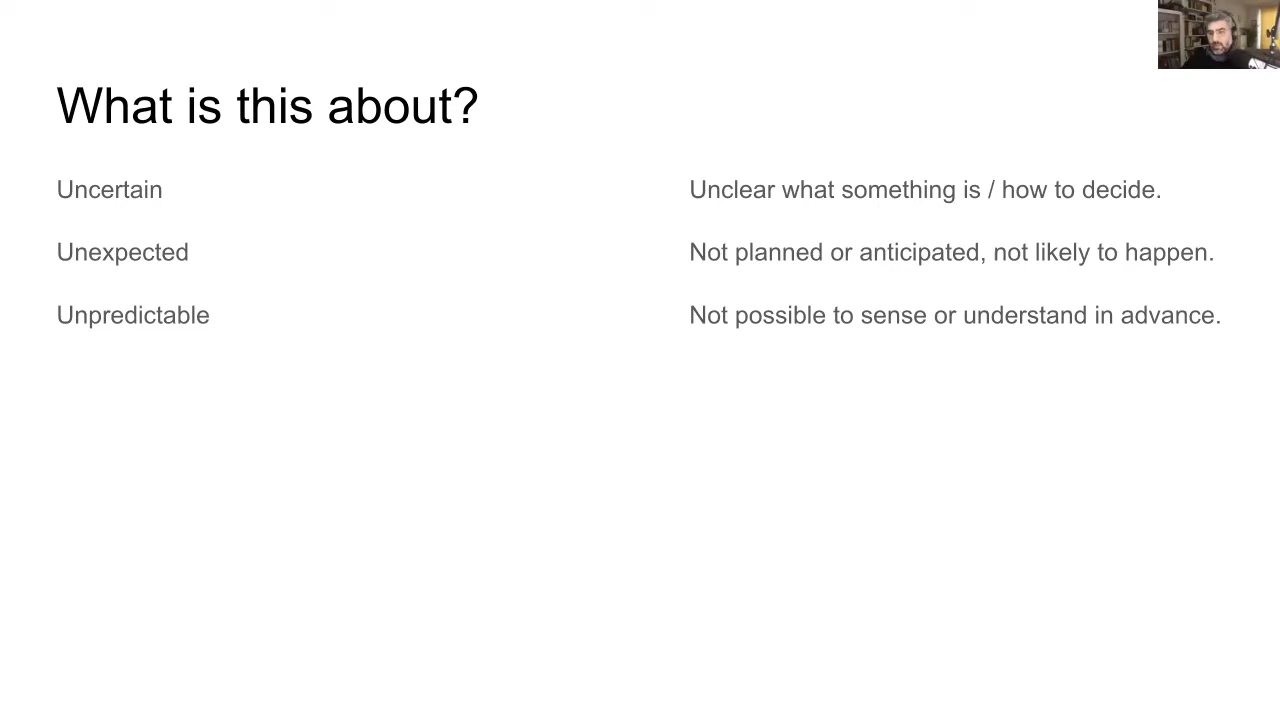 What is this about?
Uncertain
Unclear what something is / how to decide.
Unexpected
Not planned or anticipated, not likely to happen.
Unpredictable
Not possible to sense or understand in advance.